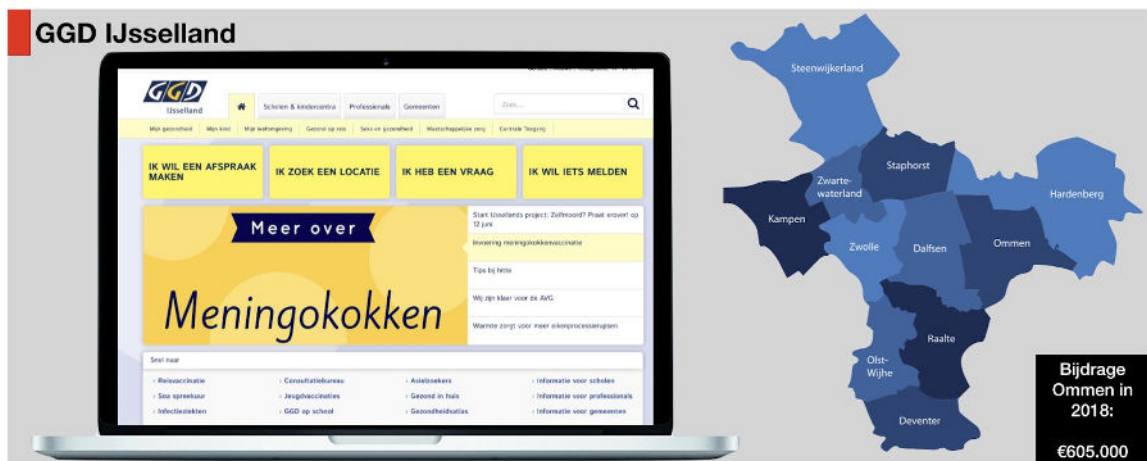 GGD IJsselland
GGD
IJsselland
Scholen & kindercentra
Professionals
Gemeenten
Zoek...
Mijn gezondheid
Mijn kind
Mijn leefomgeving
Gezond op reis
Seks en gezondheid
Maatschappelijke zorg
Centrale Toegang
IK WIL EEN AFSPRAAK
MAKEN
IK ZOEK EEN LOCATIE
IK HEB EEN VRAAG
IK WIL IETS MELDEN
Meer over
Meningokokken
Start IJssellands project: Zelfmoord? Praat erover! op
12 juni
Invoering meningokokkenvaccinatie
Tips bij hitte
Wij zijn klaar voor de AVG
Warmte zorgt voor meer eikenprocessierupsen
Snel naar
› Reisvaccinatie
› Soa spreekuur
› Infectieziekten
› Consultatiebureau
› Jeugdvaccinaties
› GGD op school
› Asielzoekers
› Gezond in huis
› Gezondheidsatlas
› Informatie voor scholen
› Informatie voor professionals
› Informatie voor gemeenten
Steenwijkerland
Staphorst
Zwarte-
waterland
Hardenberg
Kampen
Zwolle
Dalfsen
Ommen
Raalte
Olst-
Wijhe
Deventer
Bijdrage
Ommen in
2018:
€605.000